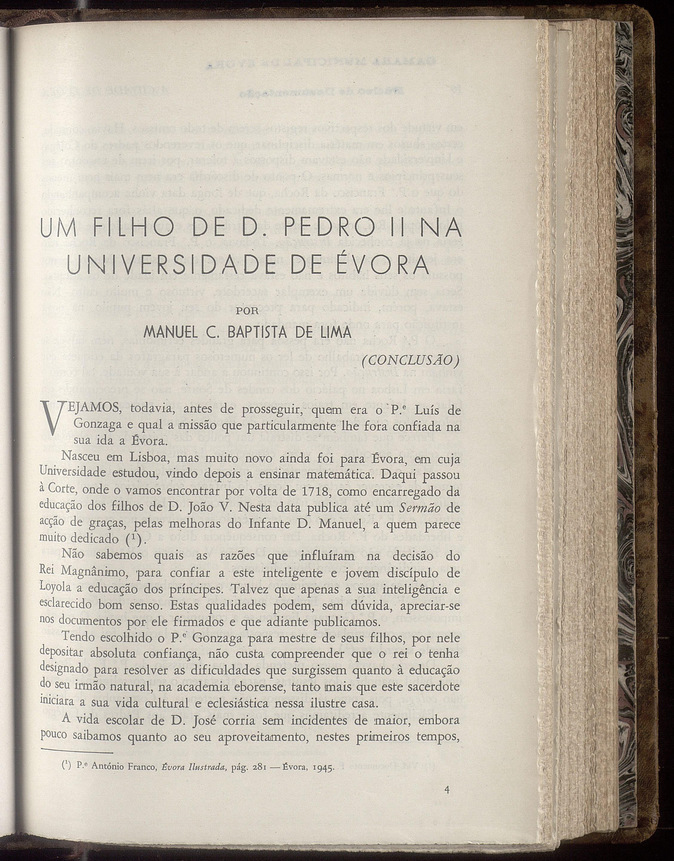 UM FILHO DE D. PEDRO II NA
UNIVERSIDADE DE ÉVORA
POR
MANUEL C. BAPTISTA DE LIMA
(CONCLUSÃO)
VEJAMOS, todavia, antes de prosseguir, quem era o P.e Luís de
Gonzaga e qual a missão que particularmente lhe fora confiada na
sua ida a Évora.
Nasceu em Lisboa, mas muito novo ainda foi para Évora, em cuja
Universidade estudou, vindo depois a ensinar matemática. Daqui passou
à Corte, onde o vamos encontrar por volta de 1718, como encarregado da
educação dos filhos de D. João V. Nesta data publica até um Sermão de
acção de graças, pelas melhoras do Infante D. Manuel, a quem parece
muito dedicado (1).
Não sabemos quais as razões que influíram na decisão do
Rei Magnânimo, para confiar a este inteligente e jovem discípulo de
Loyola a educação dos príncipes. Talvez que apenas a sua inteligência e
esclarecido bom senso. Estas qualidades podem, sem dúvida, apreciar-se
nos documentos por ele firmados e que adiante publicamos.
Tendo escolhido o P.e Gonzaga para mestre de seus filhos, por nele
depositar absoluta confiança, não custa compreender que o rei o tenha
designado para resolver as dificuldades que surgissem quanto à educação
do seu irmão natural, na academia eborense, tanto mais que este sacerdote
iniciara a sua vida cultural e eclesiástica nessa ilustre casa.
A vida escolar de D. José corria sem incidentes de maior, embora
pouco saibamos quanto ao seu aproveitamento, nestes primeiros tempos,
(1) P.e António Franco, Évora Ilustrada, pág. 281 — Évora, 1945.
4